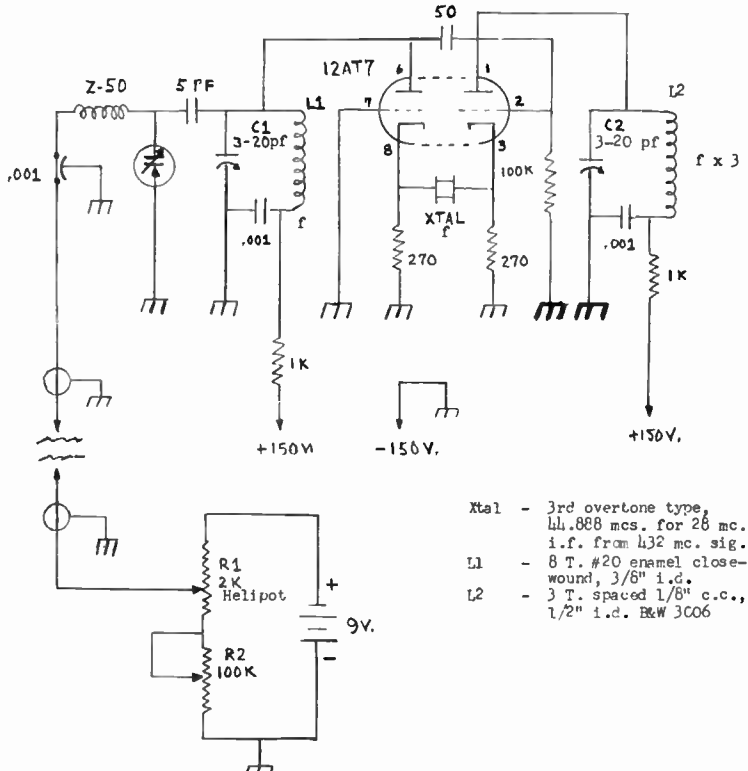 50
12AT7
6
1
Z-50
5 PF
L1
L2
7
2
C1
3-20pf
C2
3-20 pf
f x 3
.001
8
3
100K
XTAL
f
.001
f
.001
270
270
1K
1K
+150V
-150V.
+150V.
R1
2K
Helipot
+
9V.
-
R2
100K
Xtal - 3rd overtone type,
44.888 mcs. for 28 mc.
i.f. from 432 mc. sig.
L1 - 8 T. #20 enamel close-
wound, 3/8" i.d.
L2 - 3 T. spaced 1/8" c.c.,
1/2" i.d. B&W 3006